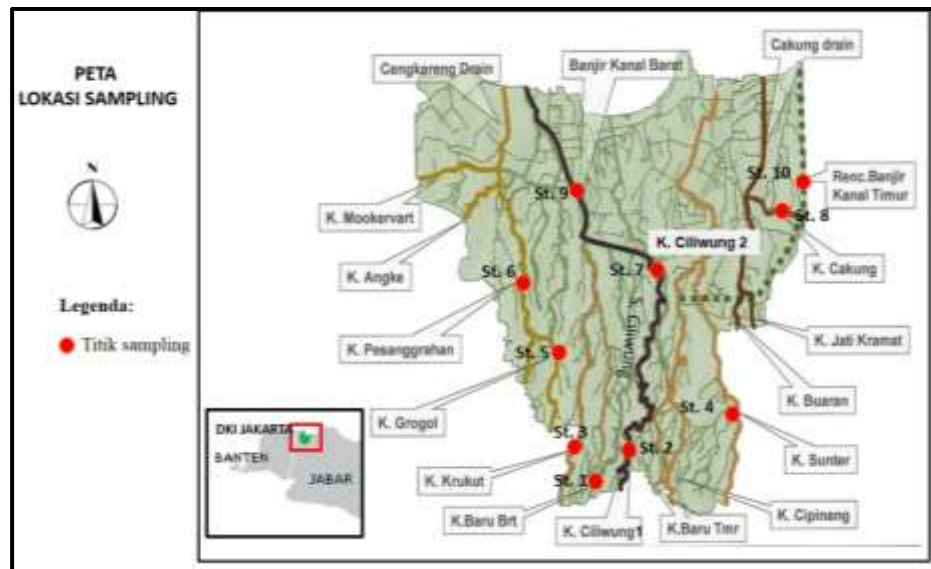 PETA
LOKASI SAMPLING
N
Legenda:
Titik sampling
DKI JAKARTA
BANTEN
JABAR
Cengkareng Drain
Banjir Kanal Barat
Cakung drain
St. 10
Renc.Banjir
Kanal Timur
St. 9
St. 8
K. Mookervart
K. Ciliwung 2
K. Cakung
K. Angke
St. 6
St. 7
S. Ciliwung
K. Jati Kramat
K. Pesanggrahan
St. 5
K. Buaran
K. Grogol
St. 4
St. 3
St. 2
K. Sunter
K. Krukut
St. 1
K. Cipinang
K.Baru Brt
K. Ciliwung1
K.Baru Tmr